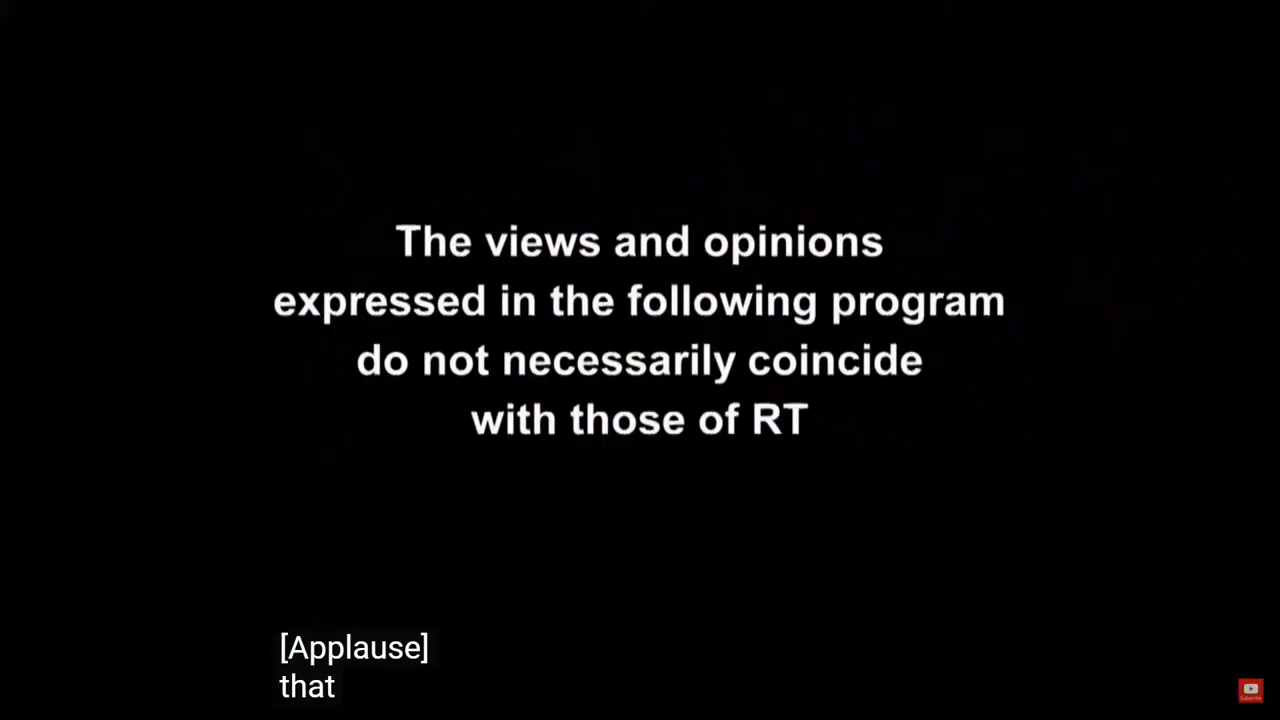 The views and opinions
expressed in the following program
do not necessarily coincide
with those of RT
[Applause]
that